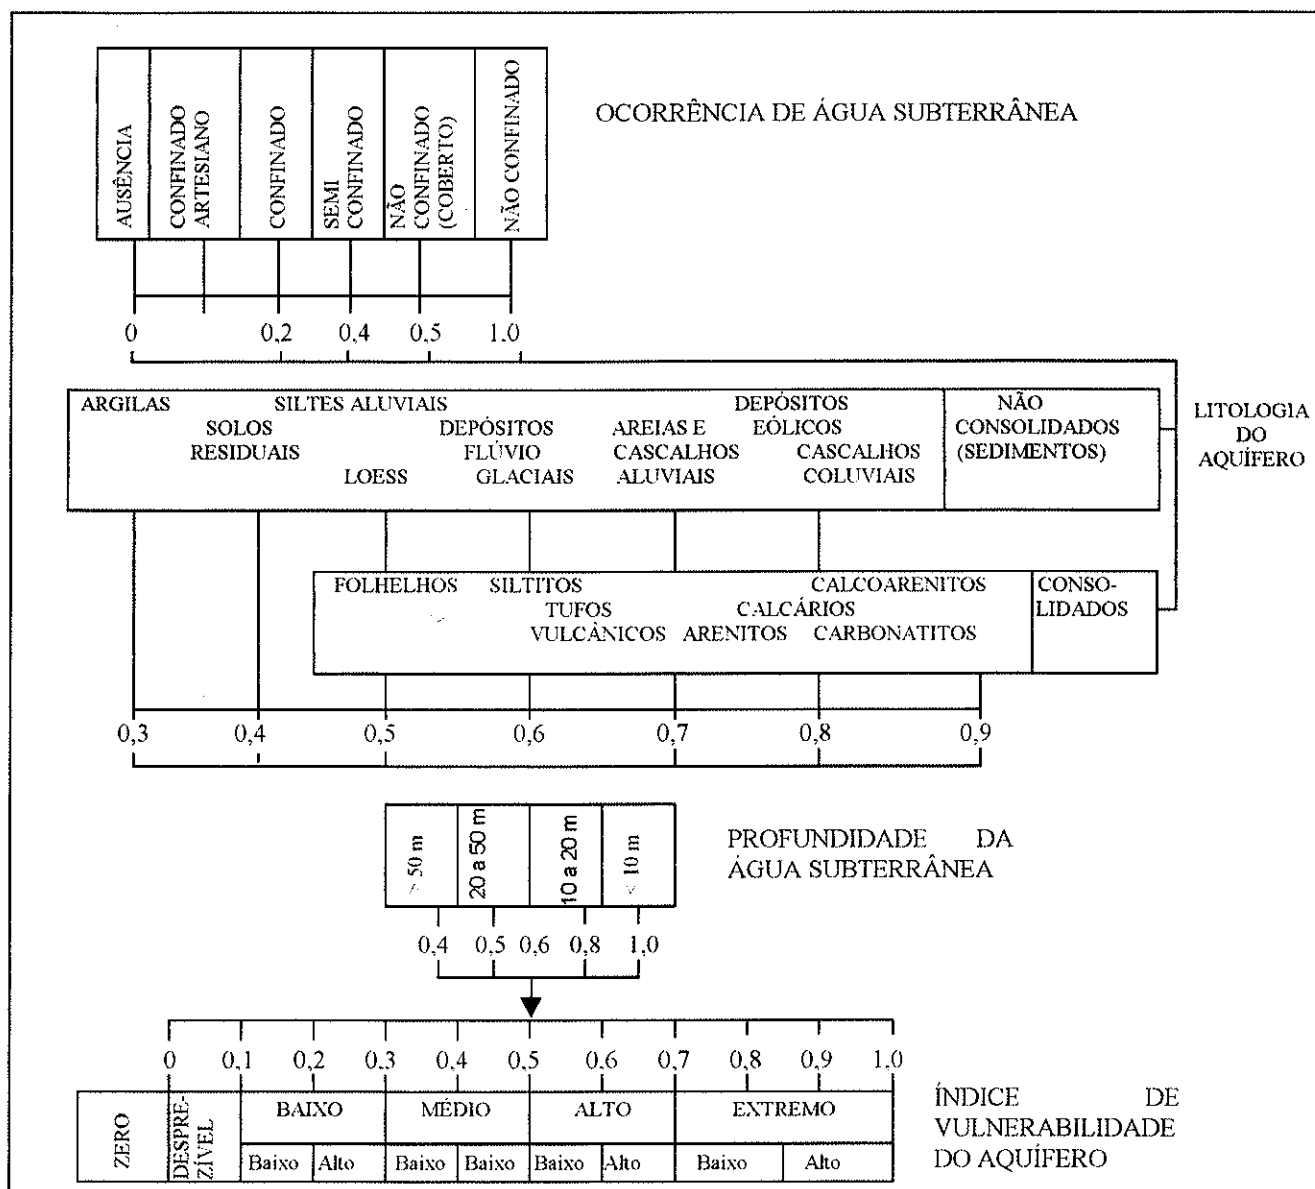 OCORRÊNCIA DE ÁGUA SUBTERRÂNEA
AUSÊNCIA
CONFINADO
ARTESIANO
CONFINADO
SEMI
CONFINADO
NÃO
CONFINADO
(COBERTO)
NÃO CONFINADO
0 0,2 0,4 0,5 1.0
ARGILAS
SOLOS
RESIDUAIS
SILTES ALUVIAIS
LOESS
DEPÓSITOS
FLÚVIO
GLACIAIS
AREIAS E
CASCALHOS
ALUVIAIS
DEPÓSITOS
EÓLICOS
CASCALHOS
COLUVIAIS
NÃO
CONSOLIDADOS
(SEDIMENTOS)
LITOLOGIA
DO
AQUÍFERO
FOLHELHOS
SILTITOS
TUFOS
VULCÂNICOS
ARENITOS
CALCÁRIOS
CALCOARENITOS
CARBONATITOS
CONSO-
LIDADOS
0,3 0,4 0,5 0,6 0,7 0,8 0,9
> 50 m
20 a 50 m
10 a 20 m
< 10 m
PROFUNDIDADE DA
ÁGUA SUBTERRÂNEA
0,4 0,5 0,6 0,8 1,0
0 0,1 0,2 0,3 0,4 0,5 0,6 0,7 0,8 0,9 1,0
ZERO
DESPRE-
ZÍVEL
BAIXO MÉDIO ALTO EXTREMO
Baixo Alto Baixo Baixo Baixo Alto Baixo Alto
ÍNDICE DE
VULNERABILIDADE
DO AQUÍFERO